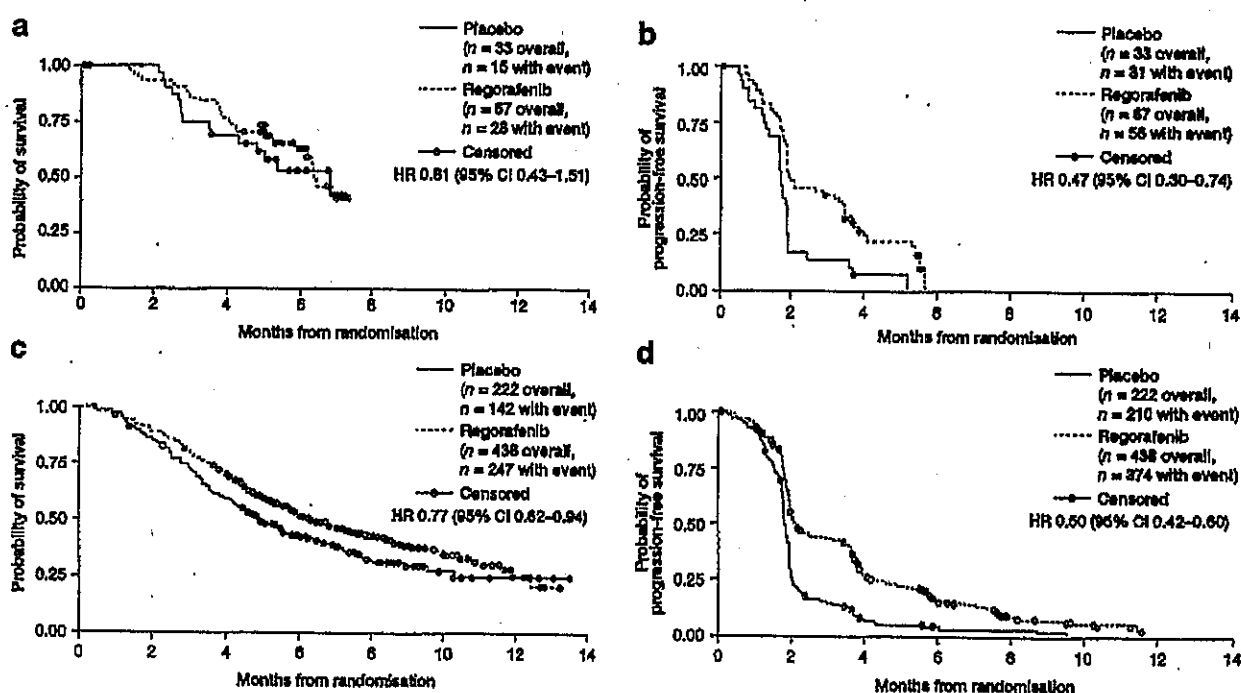 a
Placebo
(n = 33 overall,
n = 15 with event)
Regorafenib
(n = 67 overall,
n = 28 with event)
Censored
HR 0.81 (95% CI 0.43–1.51)
Probability of survival
1.00
0.75
0.50
0.25
0.00
0 2 4 6 8 10 12 14
Months from randomisation
b
Placebo
(n = 33 overall,
n = 31 with event)
Regorafenib
(n = 67 overall,
n = 56 with event)
Censored
HR 0.47 (95% CI 0.30–0.74)
Probability of
progression-free survival
1.00
0.75
0.50
0.25
0.00
0 2 4 6 8 10 12 14
Months from randomisation
c
Placebo
(n = 222 overall,
n = 142 with event)
Regorafenib
(n = 438 overall,
n = 247 with event)
Censored
HR 0.77 (95% CI 0.62–0.94)
Probability of survival
1.00
0.75
0.50
0.25
0.00
0 2 4 6 8 10 12 14
Months from randomisation
d
Placebo
(n = 222 overall,
n = 210 with event)
Regorafenib
(n = 438 overall,
n = 374 with event)
Censored
HR 0.50 (95% CI 0.42–0.60)
Probability of
progression-free survival
1.00
0.75
0.50
0.25
0.00
0 2 4 6 8 10 12 14
Months from randomisation